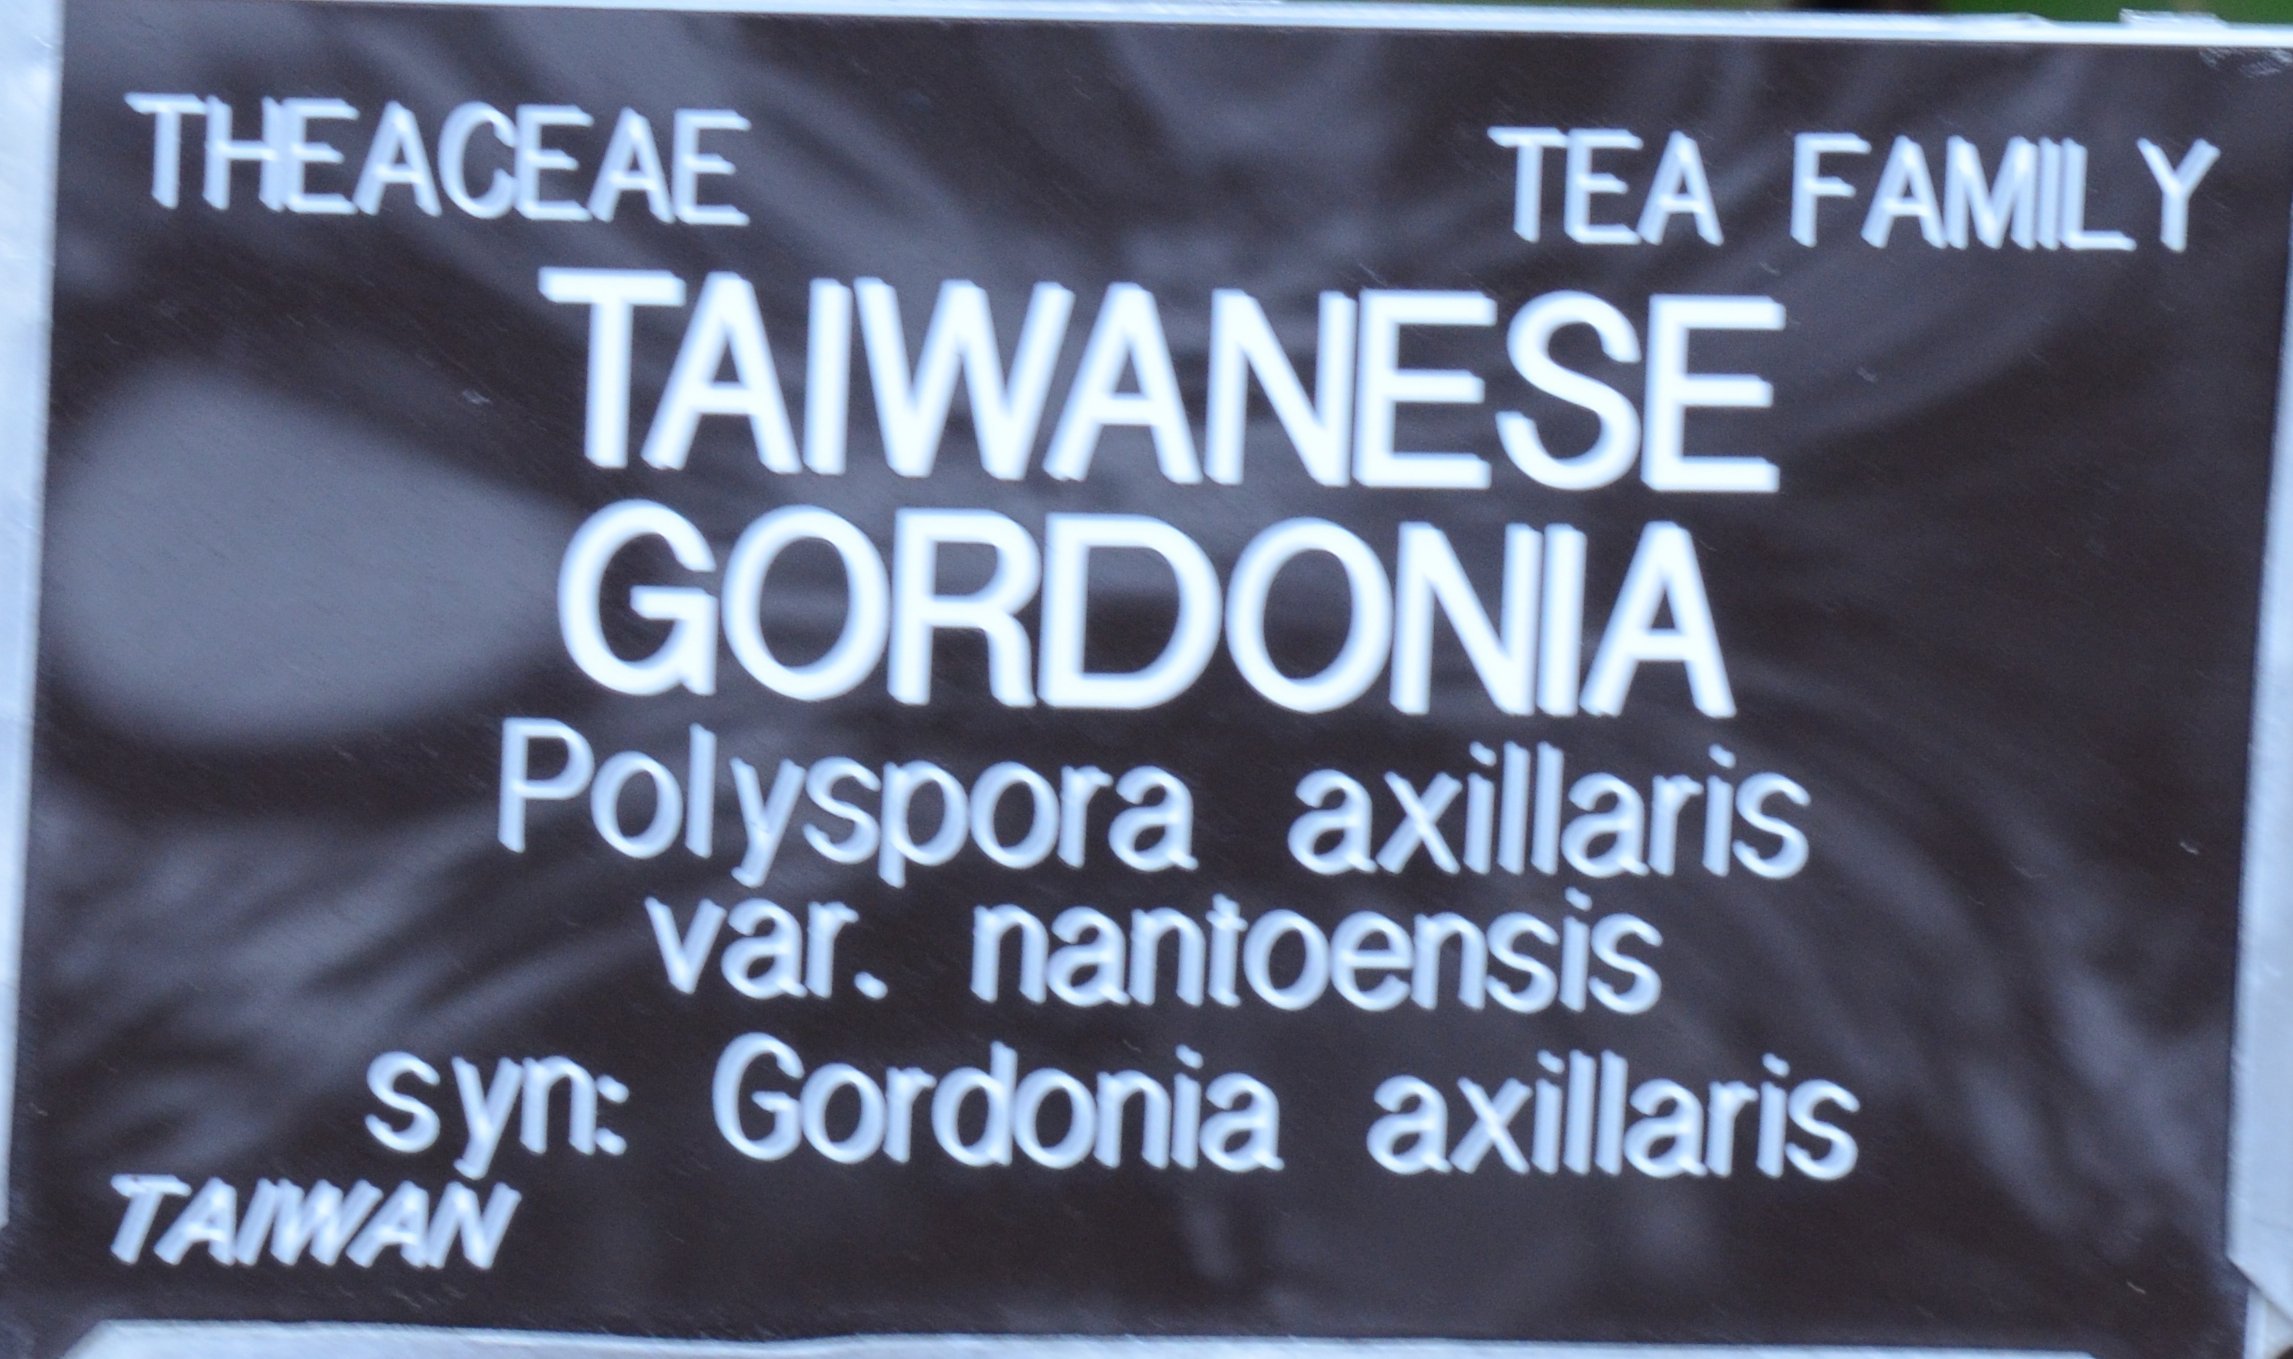 THEACEAE TEA FAMILY
TAIWANESE
GORDONIA
Polyspora axillaris
var. nantoensis
syn: Gordonia axillaris
TAIWAN